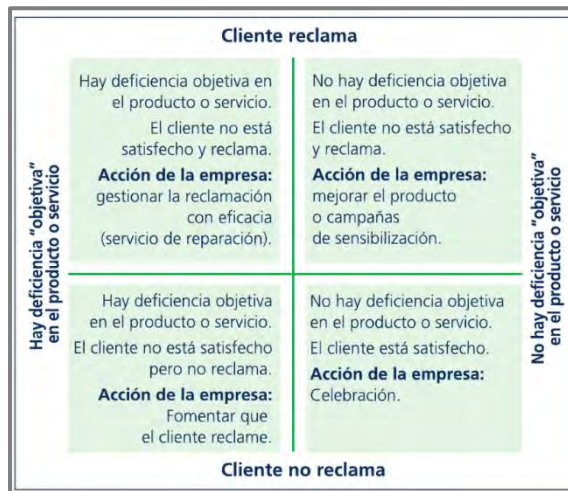 Cliente reclama
Hay deficiencia "objetiva"
en el producto o servicio
Hay deficiencia objetiva en
el producto o servicio.
El cliente no está
satisfecho y reclama.
Acción de la empresa:
gestionar la reclamación
con eficacia
(servicio de reparación).
No hay deficiencia objetiva
en el producto o servicio.
El cliente no está satisfecho
y reclama.
Acción de la empresa:
mejorar el producto
o campañas
de sensibilización.
No hay deficiencia "objetiva"
en el producto o servicio
Hay deficiencia objetiva
en el producto o servicio.
El cliente no está satisfecho
pero no reclama.
Acción de la empresa:
Fomentar que
el cliente reclame.
No hay deficiencia objetiva
en el producto o servicio.
El cliente está satisfecho.
Acción de la empresa:
Celebración.
Cliente no reclama